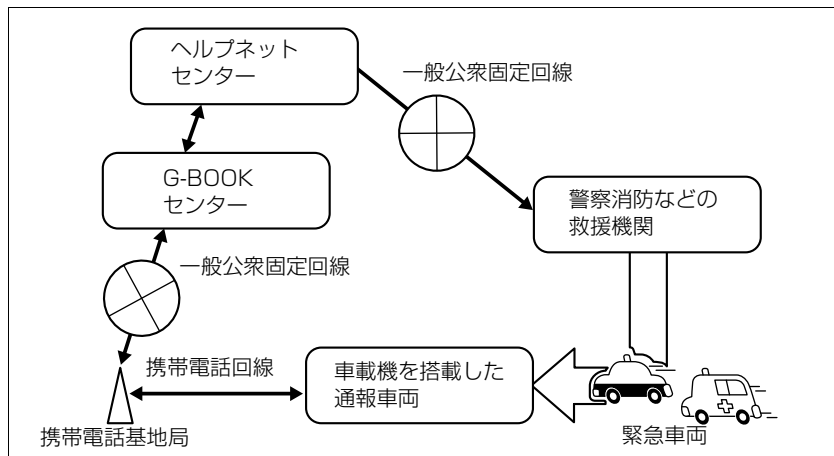 ヘルプネット
センター
一般公衆固定回線
G-BOOK
センター
警察消防などの
救援機関
一般公衆固定回線
携帯電話回線
車載機を搭載した
通報車両
携帯電話基地局
緊急車両